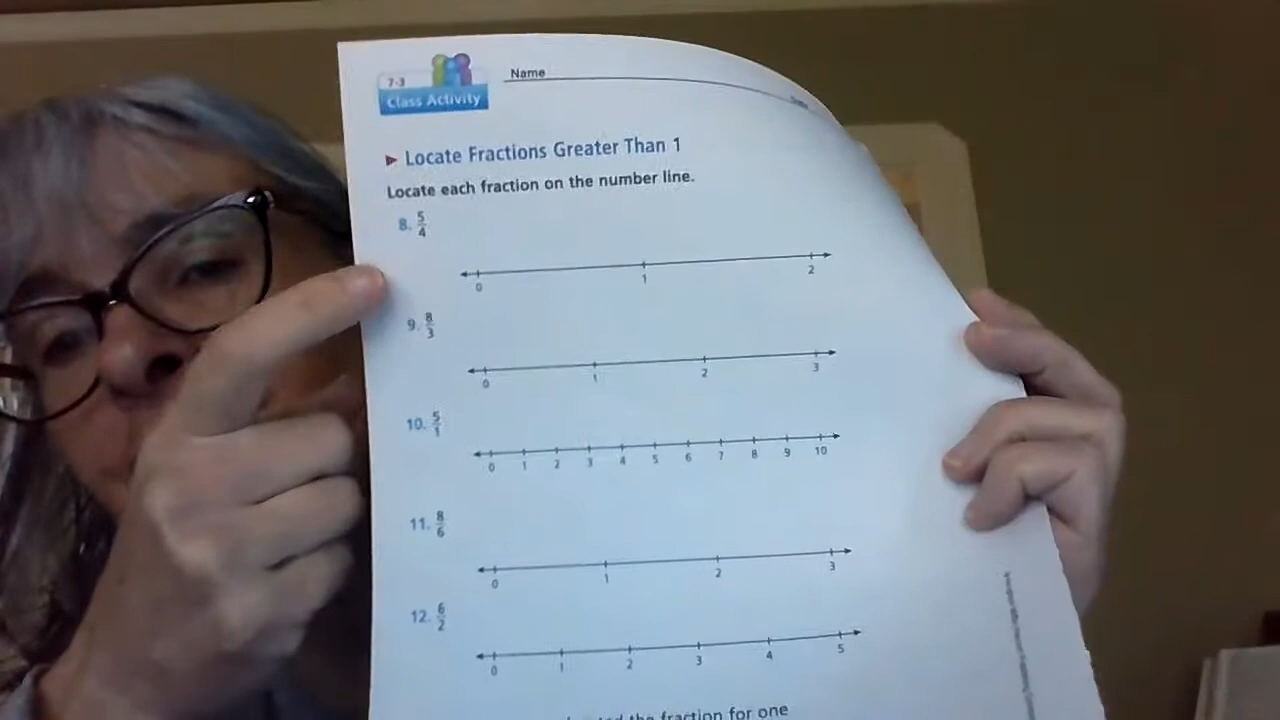 7-3
Class Activity
Name
Date
► Locate Fractions Greater Than 1
Locate each fraction on the number line.
8. 5/4
0 1 2
9. 8/3
0 1 2 3
10. 5/1
0 1 2 3 4 5 6 7 8 9 10
11. 8/6
0 1 2 3
12. 6/2
0 1 2 3 4 5
the fraction for one